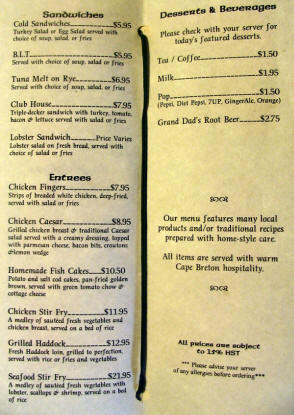 Sandwiches
Cold Sandwiches $5.95
Turkey Salad or Egg Salad served with
choice of soup, salad, or fries
B.L.T $5.95
Served with choice of soup, salad, or fries
Tuna Melt on Rye $6.95
Served with choice of soup, salad, or fries
Club House $7.95
Triple-decker sandwich with turkey, tomato,
bacon & lettuce served with salad or fries
Lobster Sandwich Price Varies
Lobster salad on fresh bread, served with
choice of salad or fries
Entrees
Chicken Fingers $7.95
Strips of breaded white chicken, deep-fried,
served with salad or fries
Chicken Caesar $8.95
Grilled chicken breast & traditional Caesar
salad served with a creamy dressing, topped
with parmesan cheese, bacon bits, croutons
&lemon wedge
Homemade Fish Cakes $10.50
Potato and salt cod cakes, pan-fried golden
brown, served with green tomato chow &
cottage cheese
Chicken Stir Fry $11.95
A medley of sautéed fresh vegetables and
chicken breast, served on a bed of rice
Grilled Haddock $12.95
Fresh Haddock loin, grilled to perfection,
served with rice or fries and vegetables
Seafood Stir Fry $21.95
A medley of sautéed fresh vegetables with
lobster, scallops & shrimp, served on a bed
of rice
Desserts & Beverages
Please check with your server for
today's featured desserts.
Tea / Coffee $1.50
Milk $1.95
Pop $1.50
(Pepsi, Diet Pepsi, 7UP, GingerAle, Orange)
Grand Dad's Root Beer $2.75
Our menu features many local
products and/or traditional recipes
prepared with home-style care.
All items are served with warm
Cape Breton hospitality.
All prices are subject
to 13% HST
*** Please advise your server
of any allergies before ordering***